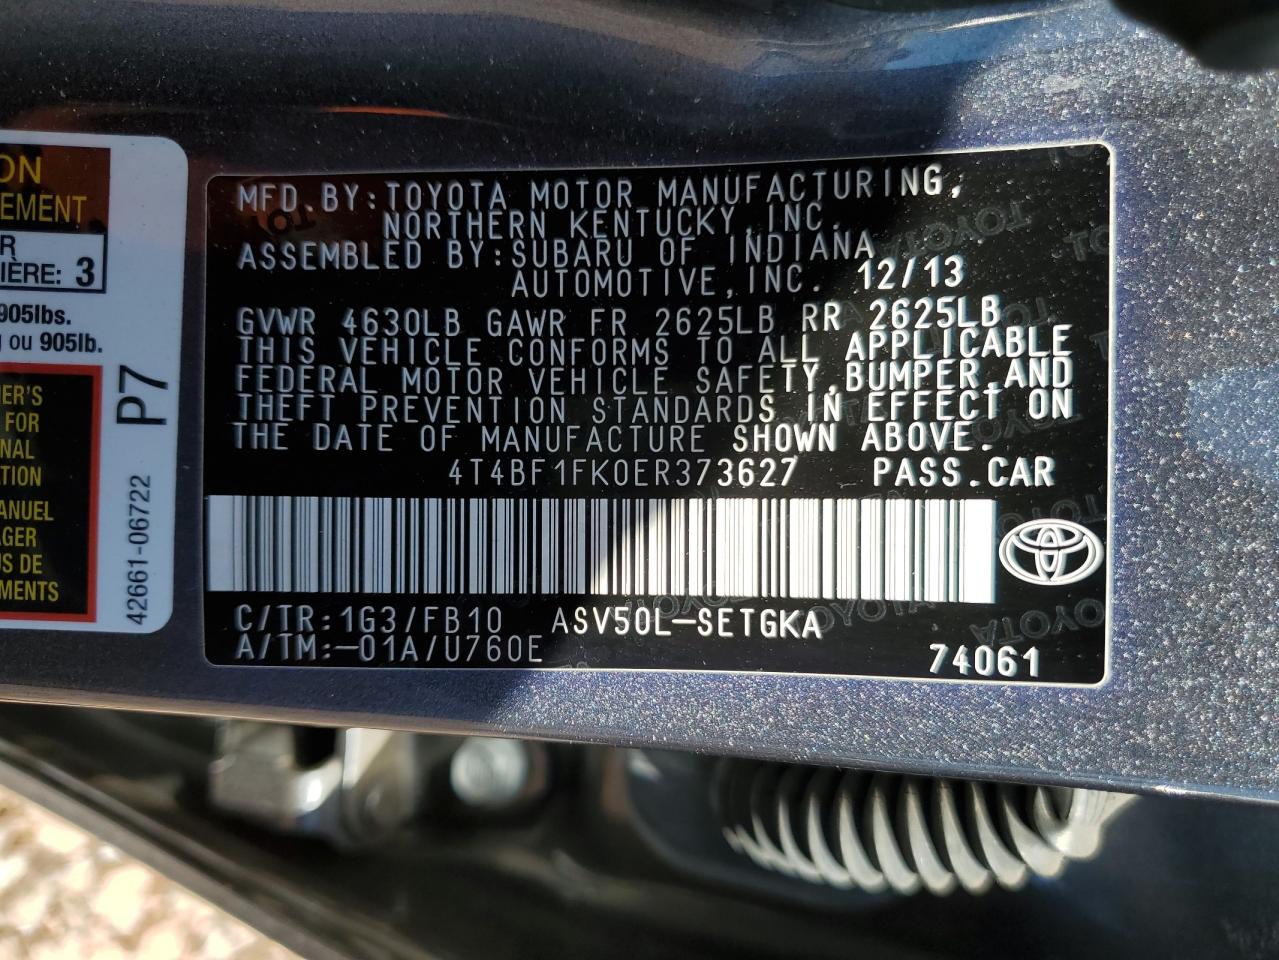 ON
EMENT
R
IÈRE: 3
905lbs.
g ou 905lb.
P7
42661-06722
ER'S
FOR
NAL
TION
ANUEL
AGER
US DE
MENTS
MFD.BY:TOYOTA MOTOR MANUFACTURING,
NORTHERN KENTUCKY,INC.
ASSEMBLED BY:SUBARU OF INDIANA
AUTOMOTIVE,INC. 12/13
GVWR 4630LB GAWR FR 2625LB RR 2625LB
THIS VEHICLE CONFORMS TO ALL APPLICABLE
FEDERAL MOTOR VEHICLE SAFETY,BUMPER,AND
THEFT PREVENTION STANDARDS IN EFFECT ON
THE DATE OF MANUFACTURE SHOWN ABOVE.
4T4BF1FK0ER373627 PASS.CAR
C/TR:1G3/FB10 ASV50L-SETGKA
A/TM:-01A/U760E
74061